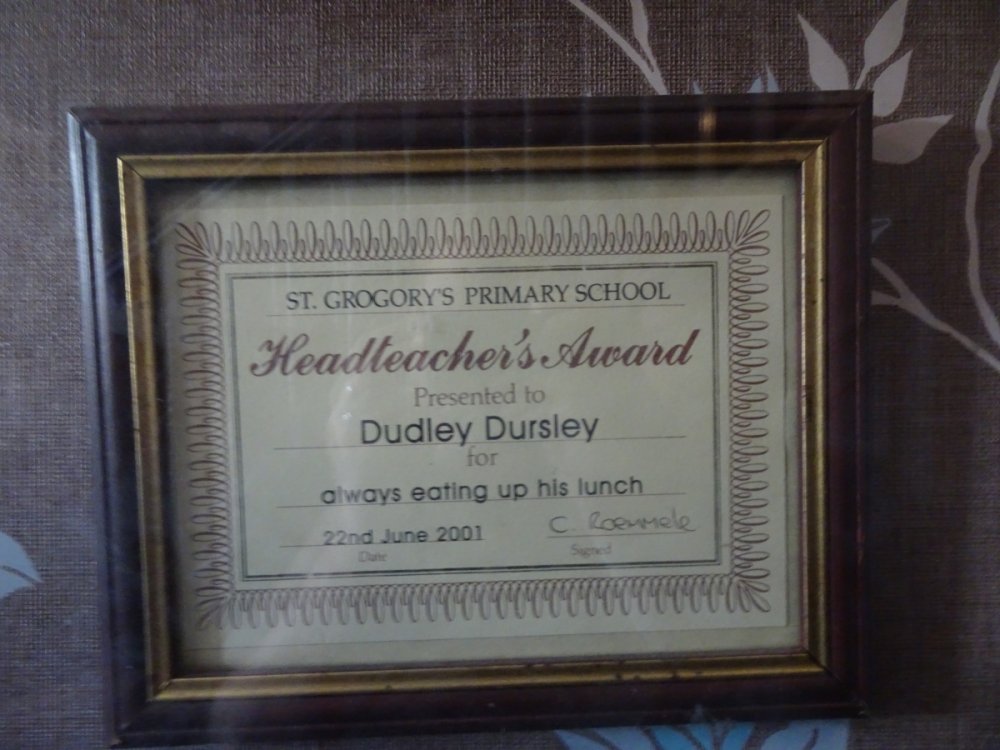 ST. GROGORY'S PRIMARY SCHOOL
Headteacher's Award
Presented to
Dudley Dursley
for
always eating up his lunch
22nd June 2001 C. Roemmele
Date Signed